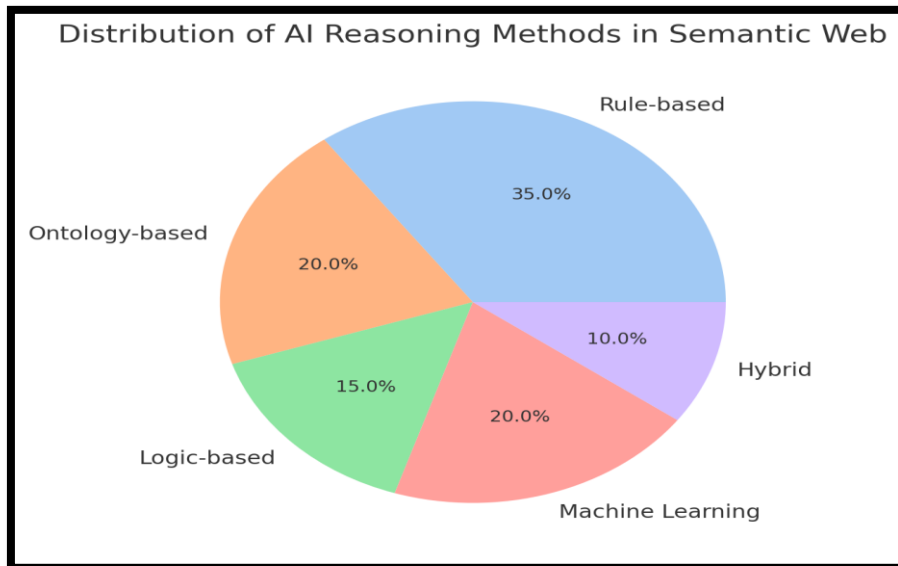 Distribution of AI Reasoning Methods in Semantic Web
Rule-based
35.0%
Ontology-based
20.0%
10.0%
Hybrid
15.0%
20.0%
Logic-based
Machine Learning